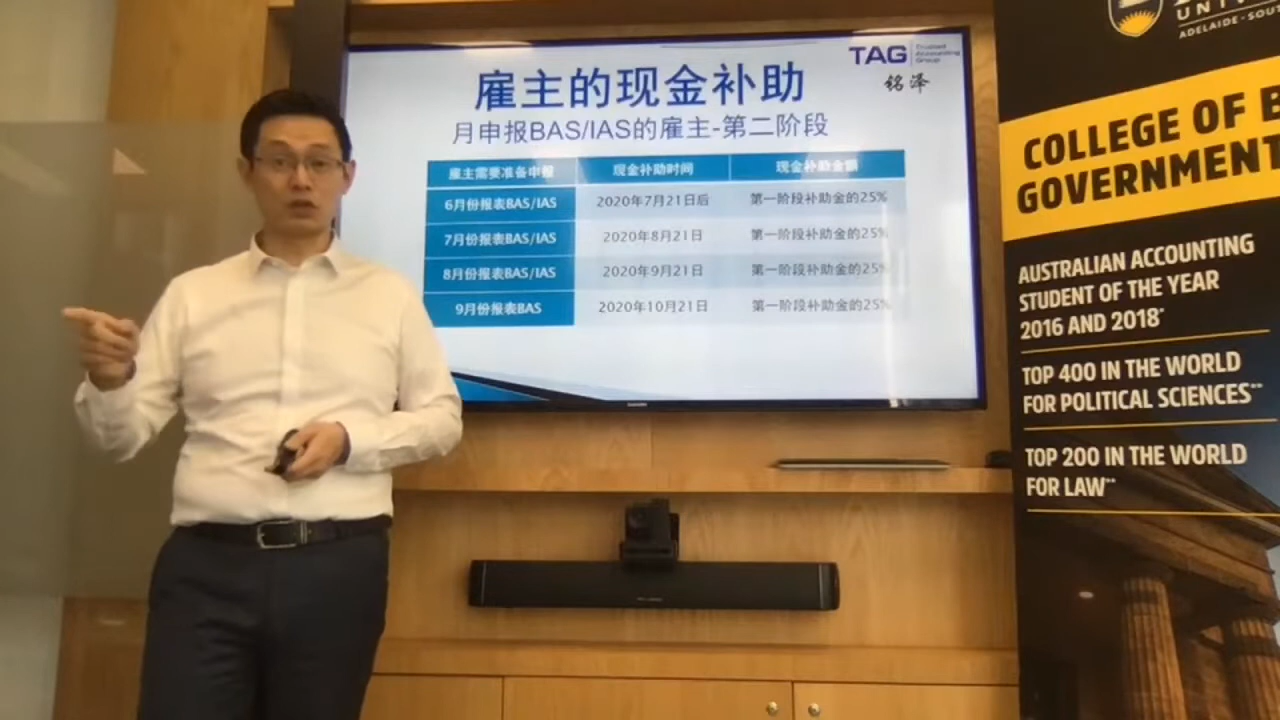 TAG
Trusted
Accounting
Group
铭泽
雇主的现金补助
月申报BAS/IAS的雇主-第二阶段
雇主需要准备申报 现金补助时间 现金补助金额
6月份报表BAS/IAS 2020年7月21日后 第一阶段补助金的25%
7月份报表BAS/IAS 2020年8月21日 第一阶段补助金的25%
8月份报表BAS/IAS 2020年9月21日 第一阶段补助金的25%
9月份报表BAS 2020年10月21日 第一阶段补助金的25%
ADELAIDE · SOU
COLLEGE OF B
GOVERNMENT
AUSTRALIAN ACCOUNTING
STUDENT OF THE YEAR
2016 AND 2018*
TOP 400 IN THE WORLD
FOR POLITICAL SCIENCES**
TOP 200 IN THE WORLD
FOR LAW**